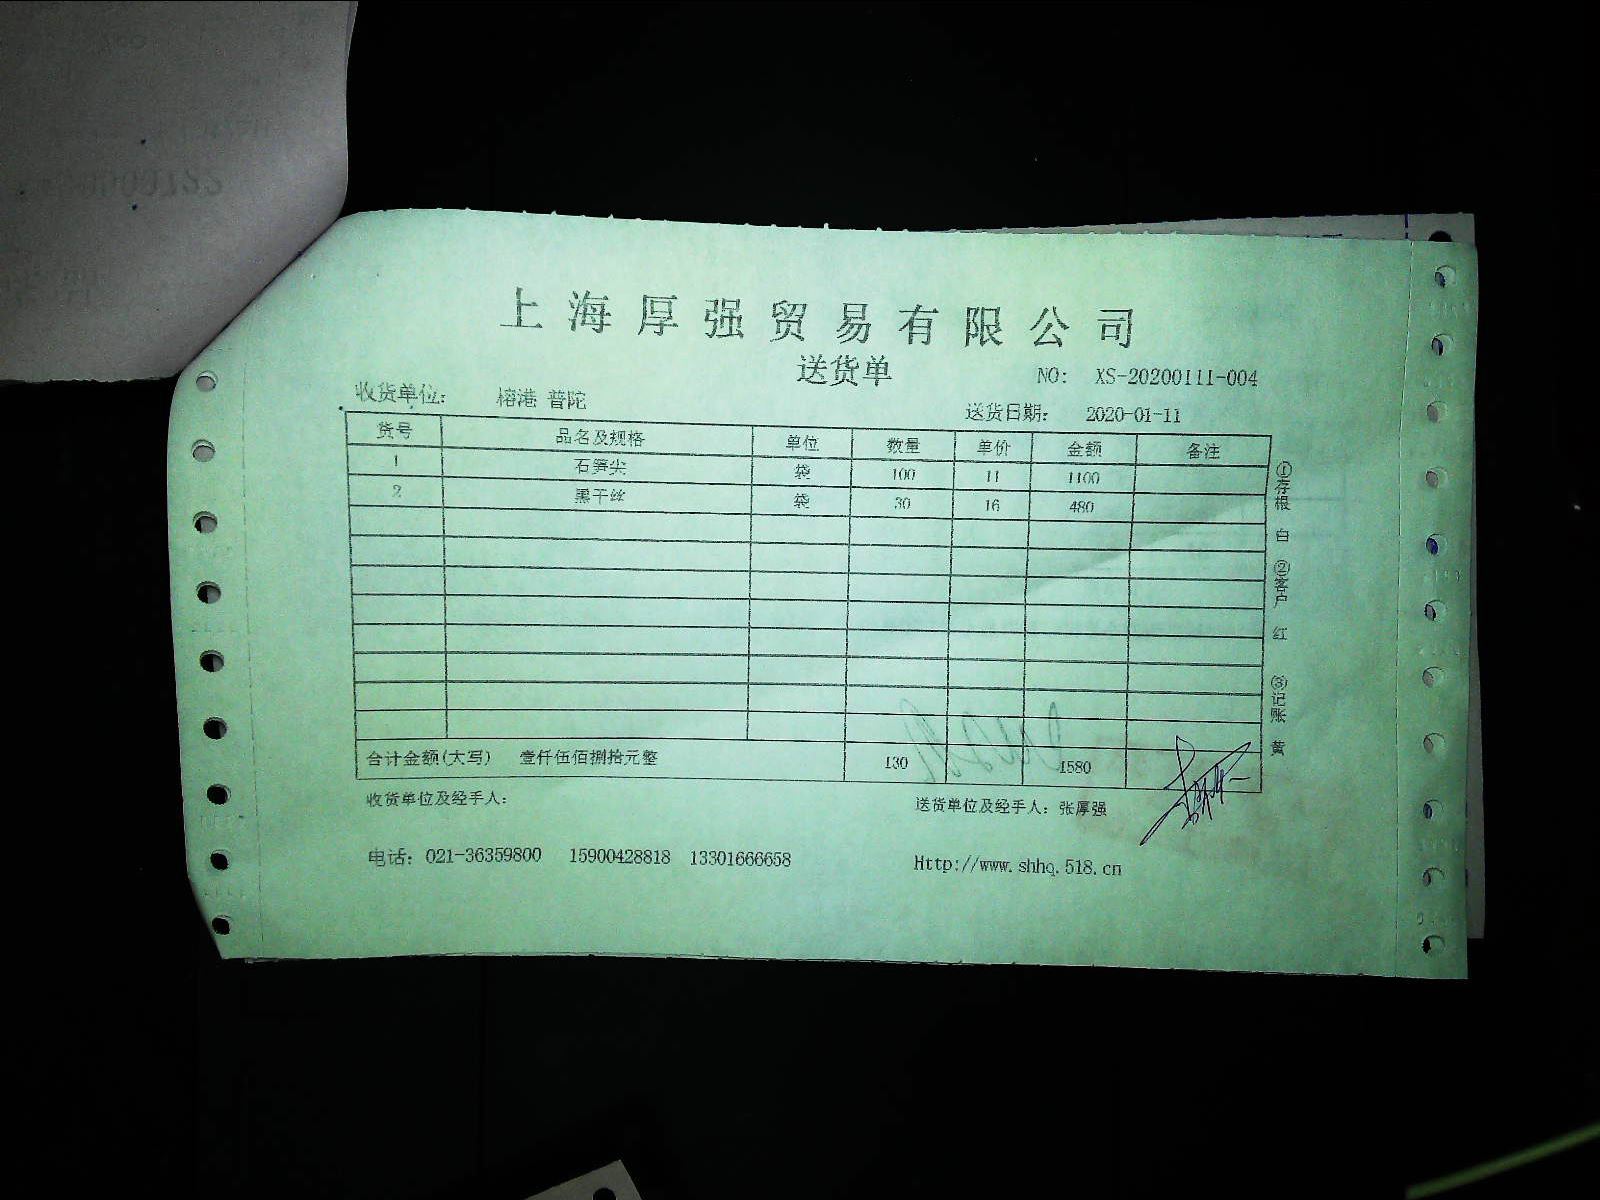 上海厚强贸易有限公司
送货单
NO: XS-20200111-004
收货单位: 榕港 普陀
送货日期: 2020-01-11
货号 品名及规格 单位 数量 单价 金额 备注
1 石笋尖 袋 100 11 1100
2 黑干丝 袋 30 16 480
合计金额(大写) 壹仟伍佰捌拾元整 130 1580
收货单位及经手人:
送货单位及经手人: 张厚强
电话: 021-36359800 15900428818 13301666658
Http://www.shhq.518.cn
①存根 白 ②客户 红 ③记账 黄